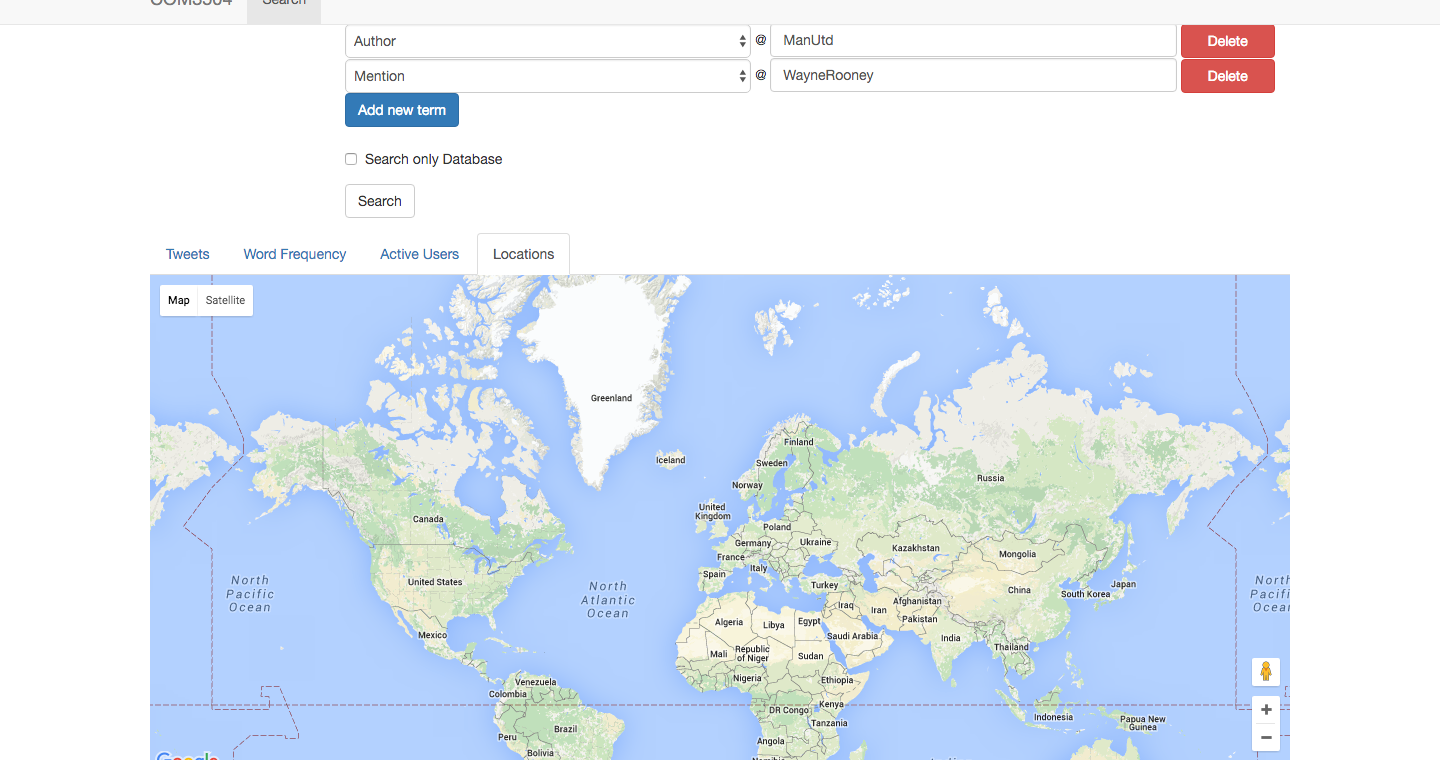 COM3504 Search
Author @ ManUtd Delete
Mention @ WayneRooney Delete
Add new term
Search only Database
Search
Tweets Word Frequency Active Users Locations
Map Satellite
Greenland
Finland
Iceland
Sweden
Russia
Norway
United
Kingdom
Canada
Poland
Germany
Ukraine
Kazakhstan
France
Mongolia
Italy
Spain
North
Pacific
Ocean
United States
North
Atlantic
Ocean
Turkey
China
Japan
South Korea
North
Pacific
Ocean
Iraq
Iran
Afghanistan
Pakistan
Algeria
Libya
Egypt
Mexico
Saudi Arabia
India
Thailand
Mali
Republic
of Niger
Sudan
Venezuela
Nigeria
Ethiopia
Colombia
Kenya
DR Congo
Tanzania
Indonesia
Papua New
Guinea
Brazil
Peru
Angola
Bolivia
Namibia
Google